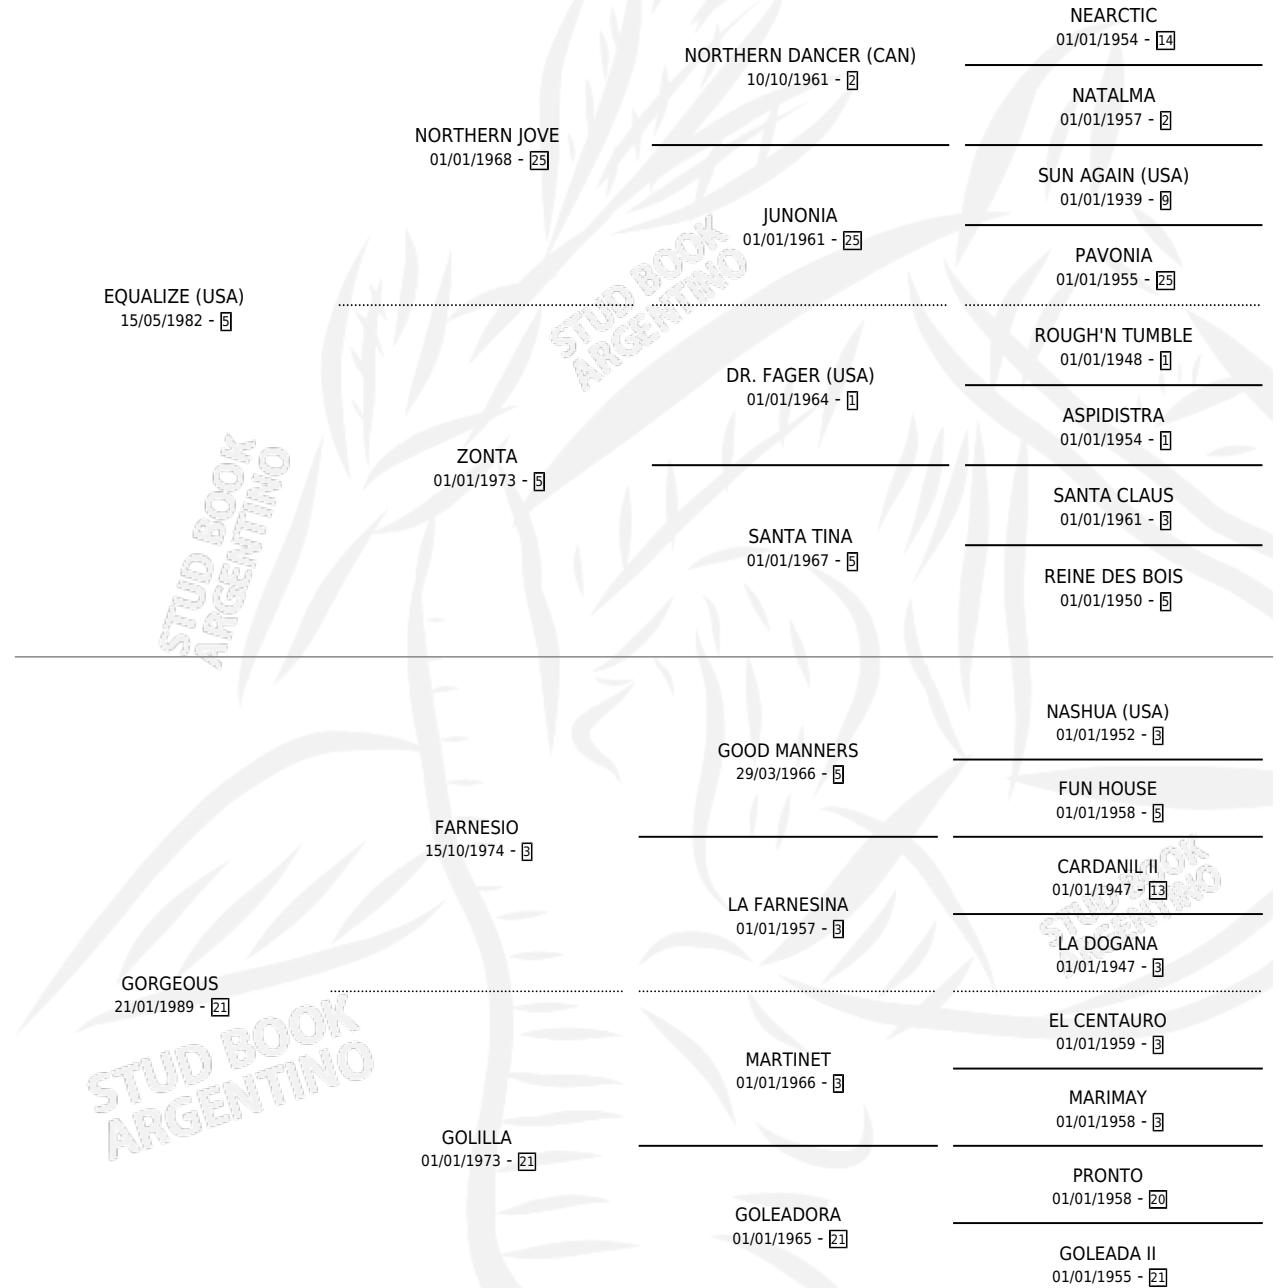 NEARCTIC
01/01/1954 - 14
NORTHERN DANCER (CAN)
10/10/1961 - 2
NATALMA
01/01/1957 - 2
NORTHERN JOVE
01/01/1968 - 25
SUN AGAIN (USA)
01/01/1939 - 9
JUNONIA
01/01/1961 - 25
PAVONIA
01/01/1955 - 25
EQUALIZE (USA)
15/05/1982 - 5
STUD BOOK
ARGENTINO
ROUGH'N TUMBLE
01/01/1948 - 1
DR. FAGER (USA)
01/01/1964 - 1
ASPIDISTRA
01/01/1954 - 1
ZONTA
01/01/1973 - 5
SANTA CLAUS
01/01/1961 - 3
SANTA TINA
01/01/1967 - 5
REINE DES BOIS
01/01/1950 - 5
STUD BOOK
ARGENTINO
NASHUA (USA)
01/01/1952 - 3
GOOD MANNERS
29/03/1966 - 5
FUN HOUSE
01/01/1958 - 5
FARNESIO
15/10/1974 - 3
CARDANIL II
01/01/1947 - 13
LA FARNESINA
01/01/1957 - 3
STUD BOOK
ARGENTINO
LA DOGANA
01/01/1947 - 3
GORGEOUS
21/01/1989 - 21
EL CENTAURO
01/01/1959 - 3
MARTINET
01/01/1966 - 3
STUD BOOK
ARGENTINO
MARIMAY
01/01/1958 - 3
GOLILLA
01/01/1973 - 21
PRONTO
01/01/1958 - 20
GOLEADORA
01/01/1965 - 21
GOLEADA II
01/01/1955 - 21